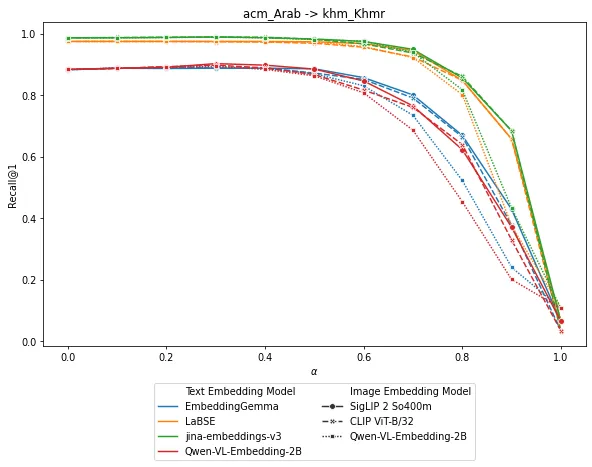 acm_Arab -> khm_Khmr
Recall@1
1.0
0.8
0.6
0.4
0.2
0.0
0.0 0.2 0.4 0.6 0.8 1.0
α
Text Embedding Model
EmbeddingGemma
LaBSE
jina-embeddings-v3
Qwen-VL-Embedding-2B
Image Embedding Model
SigLIP 2 So400m
CLIP ViT-B/32
Qwen-VL-Embedding-2B